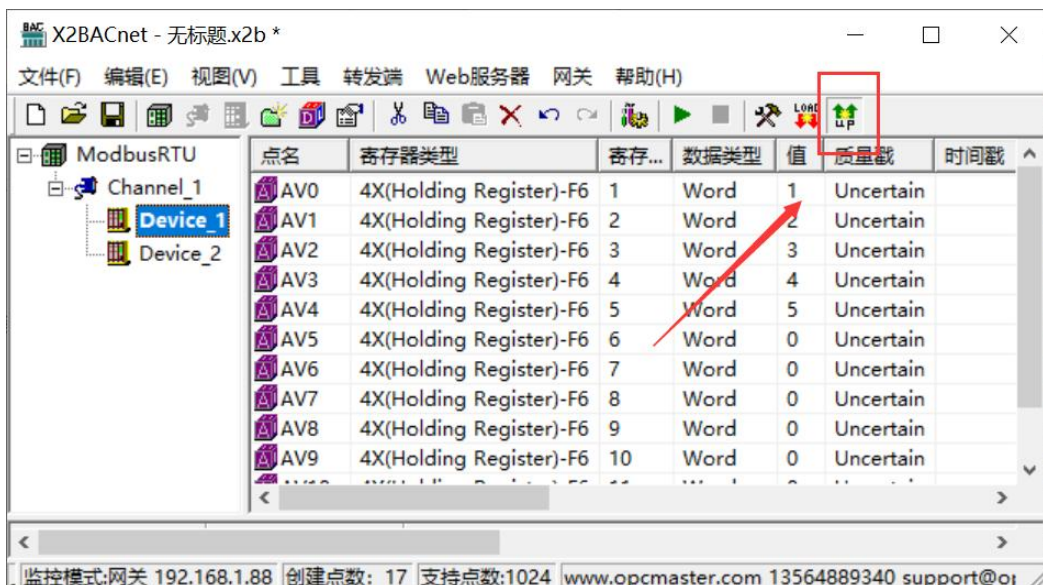 X2BACnet - 无标题.x2b *
文件(F) 编辑(E) 视图(V) 工具 转发端 Web服务器 网关 帮助(H)
LOAD UP
ModbusRTU
Channel_1
Device_1
Device_2
点名 寄存器类型 寄存... 数据类型 值 质量戳 时间戳
AV0 4X(Holding Register)-F6 1 Word 1 Uncertain
AV1 4X(Holding Register)-F6 2 Word 2 Uncertain
AV2 4X(Holding Register)-F6 3 Word 3 Uncertain
AV3 4X(Holding Register)-F6 4 Word 4 Uncertain
AV4 4X(Holding Register)-F6 5 Word 5 Uncertain
AV5 4X(Holding Register)-F6 6 Word 0 Uncertain
AV6 4X(Holding Register)-F6 7 Word 0 Uncertain
AV7 4X(Holding Register)-F6 8 Word 0 Uncertain
AV8 4X(Holding Register)-F6 9 Word 0 Uncertain
AV9 4X(Holding Register)-F6 10 Word 0 Uncertain
监控模式:网关 192.168.1.88 创建点数: 17 支持点数:1024 www.opcmaster.com 13564889340